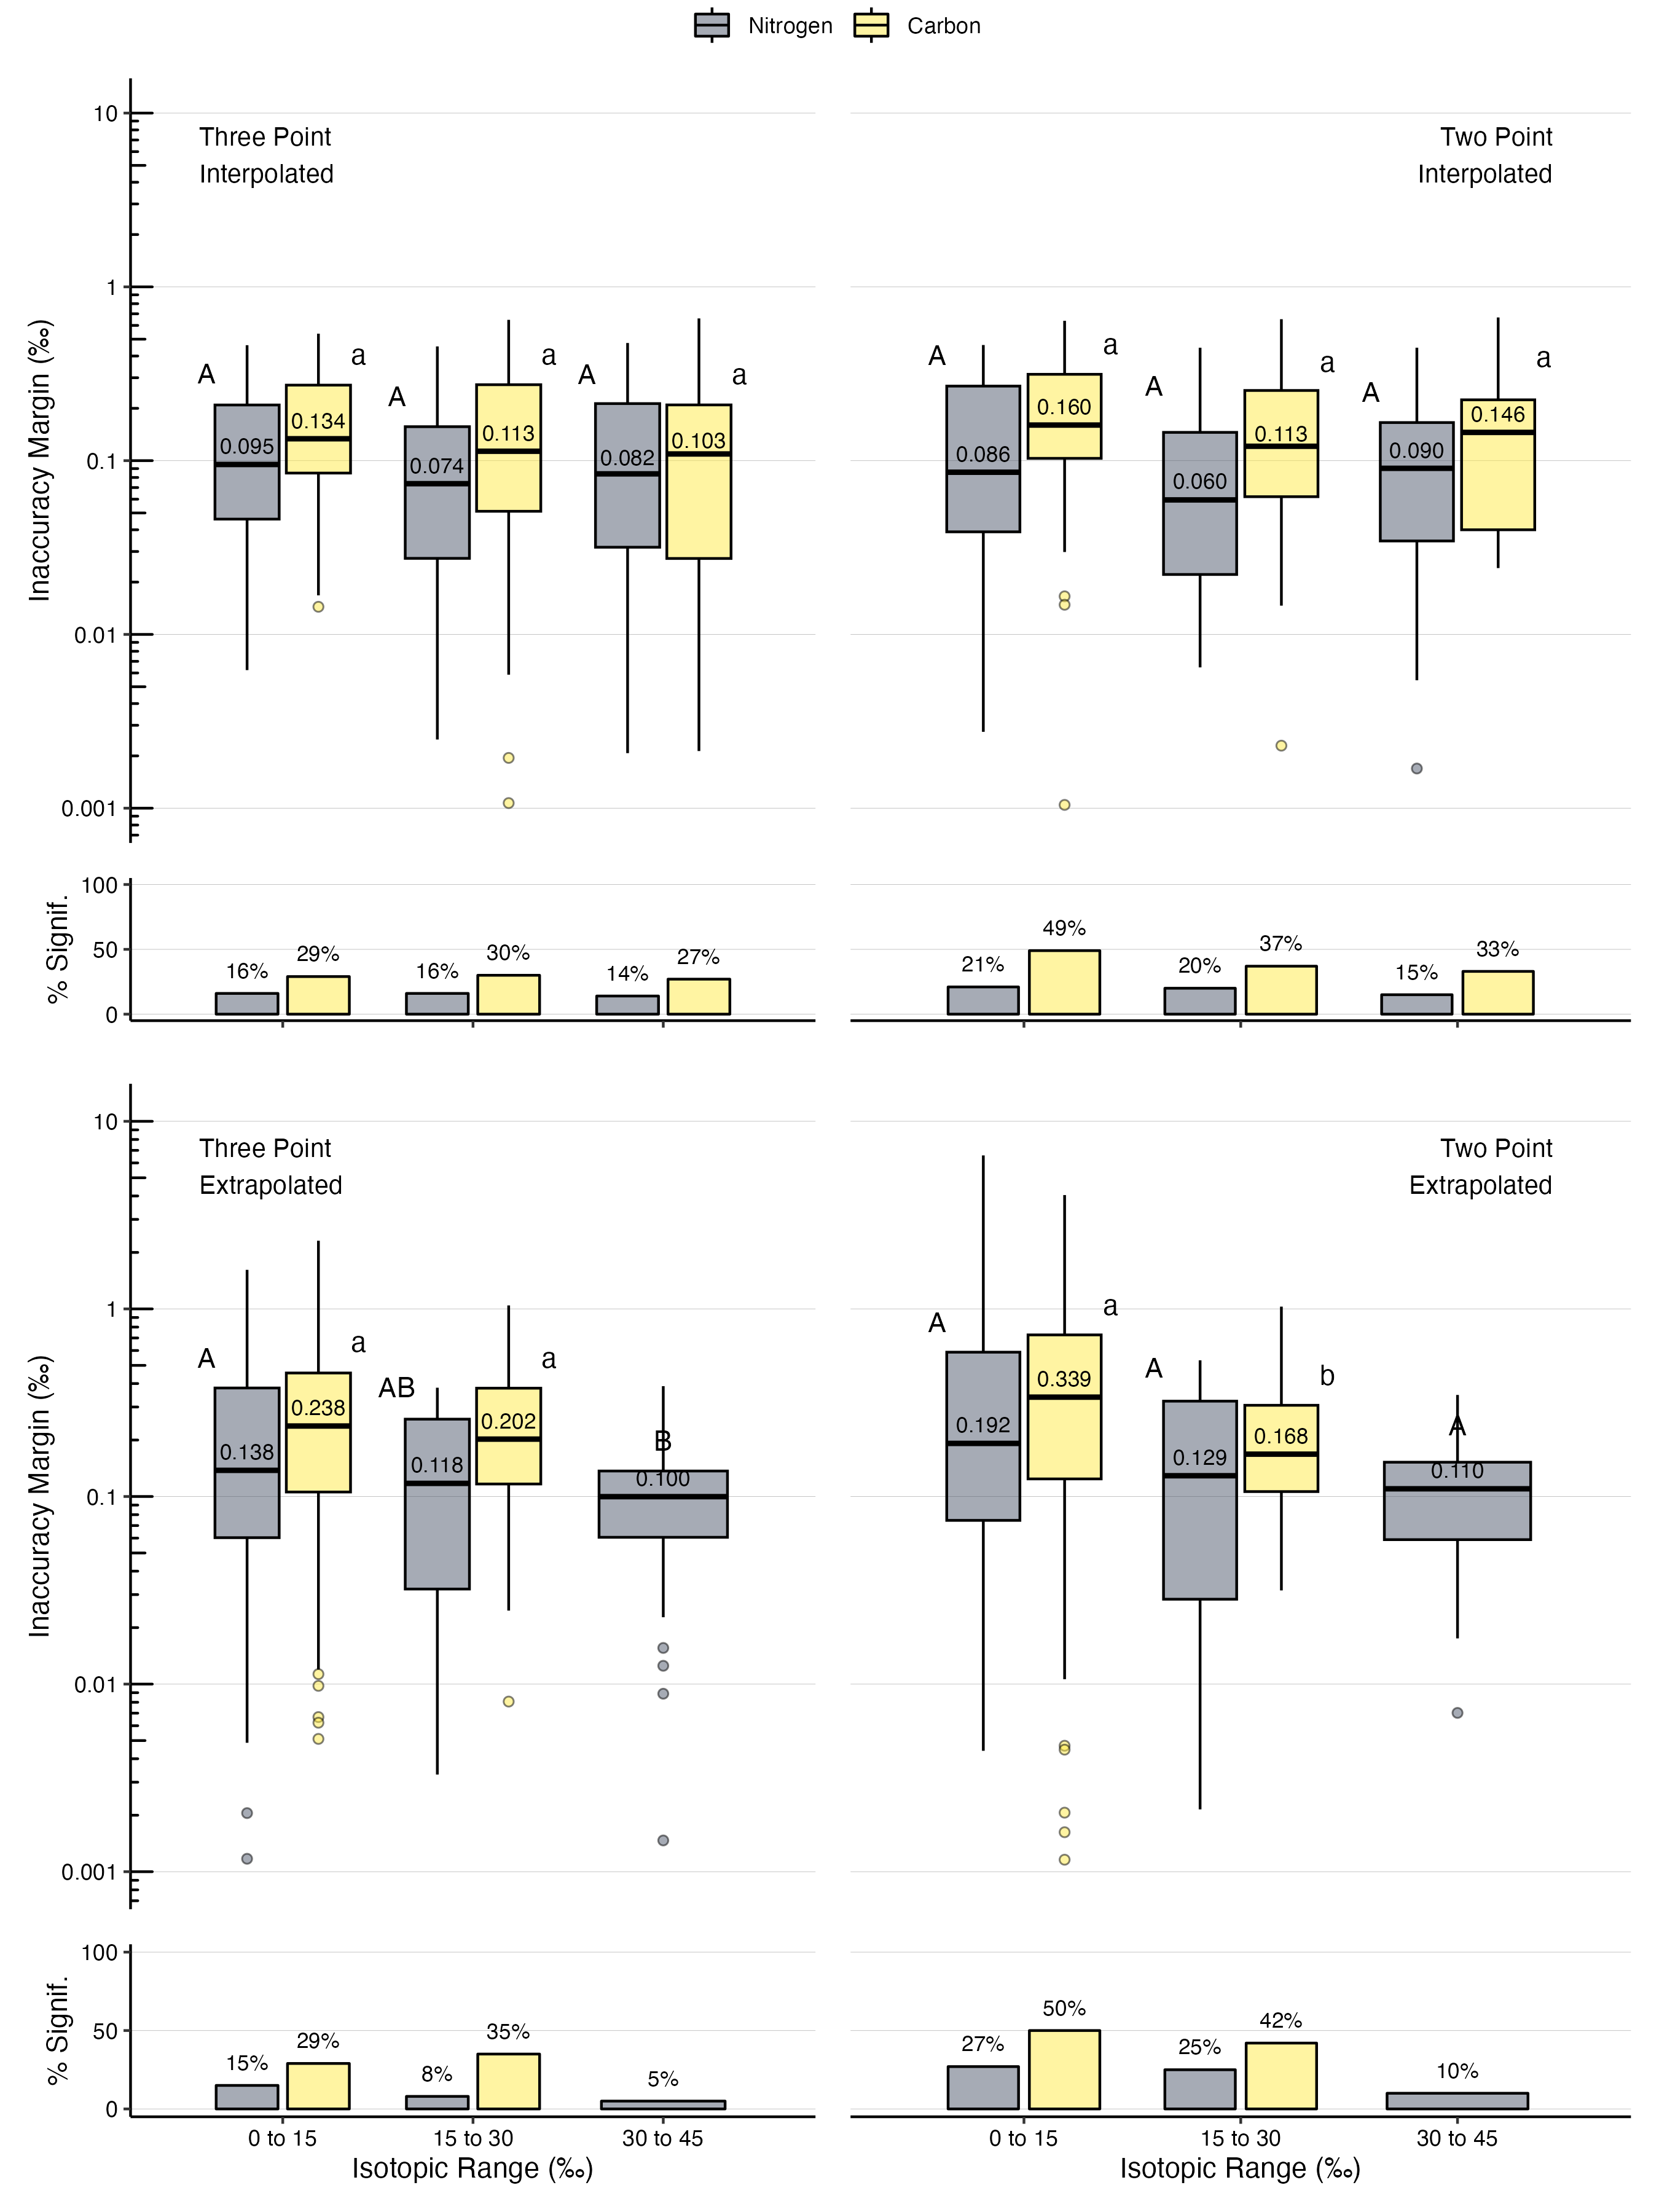 Nitrogen Carbon
Three Point
Interpolated
Two Point
Interpolated
Inaccuracy Margin (‰)
10
1
0.1
0.01
0.001
A a A a A a
0.095 0.134 0.074 0.113 0.082 0.103
A a A a A a
0.086 0.160 0.060 0.113 0.090 0.146
% Signif.
100
50
0
16% 29% 16% 30% 14% 27%
21% 49% 20% 37% 15% 33%
Three Point
Extrapolated
Two Point
Extrapolated
Inaccuracy Margin (‰)
10
1
0.1
0.01
0.001
A a AB a B
0.138 0.238 0.118 0.202 0.100
A a A b A
0.192 0.339 0.129 0.168 0.110
% Signif.
100
50
0
15% 29% 8% 35% 5%
27% 50% 25% 42% 10%
0 to 15 15 to 30 30 to 45
0 to 15 15 to 30 30 to 45
Isotopic Range (‰)
Isotopic Range (‰)